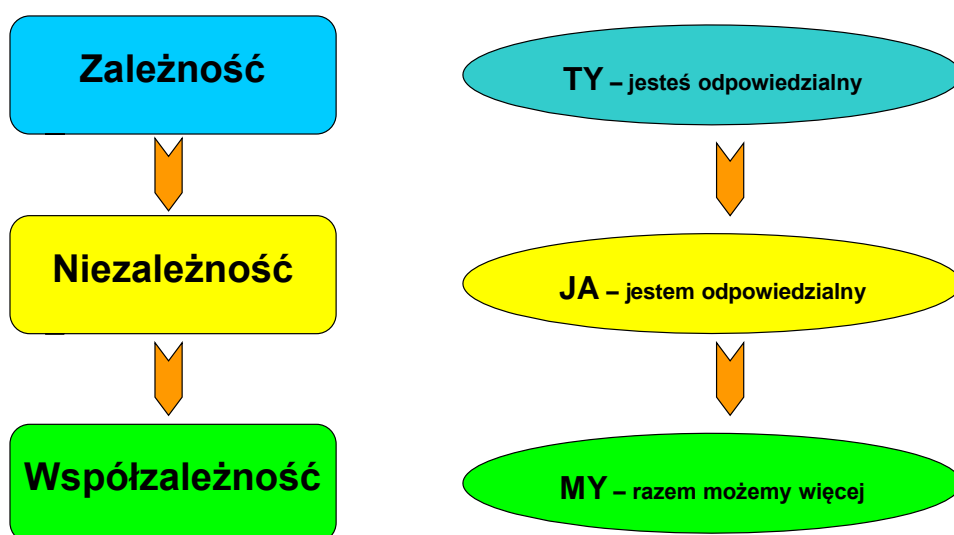 Zależność
TY – jesteś odpowiedzialny
Niezależność
JA – jestem odpowiedzialny
Współzależność
MY – razem możemy więcej